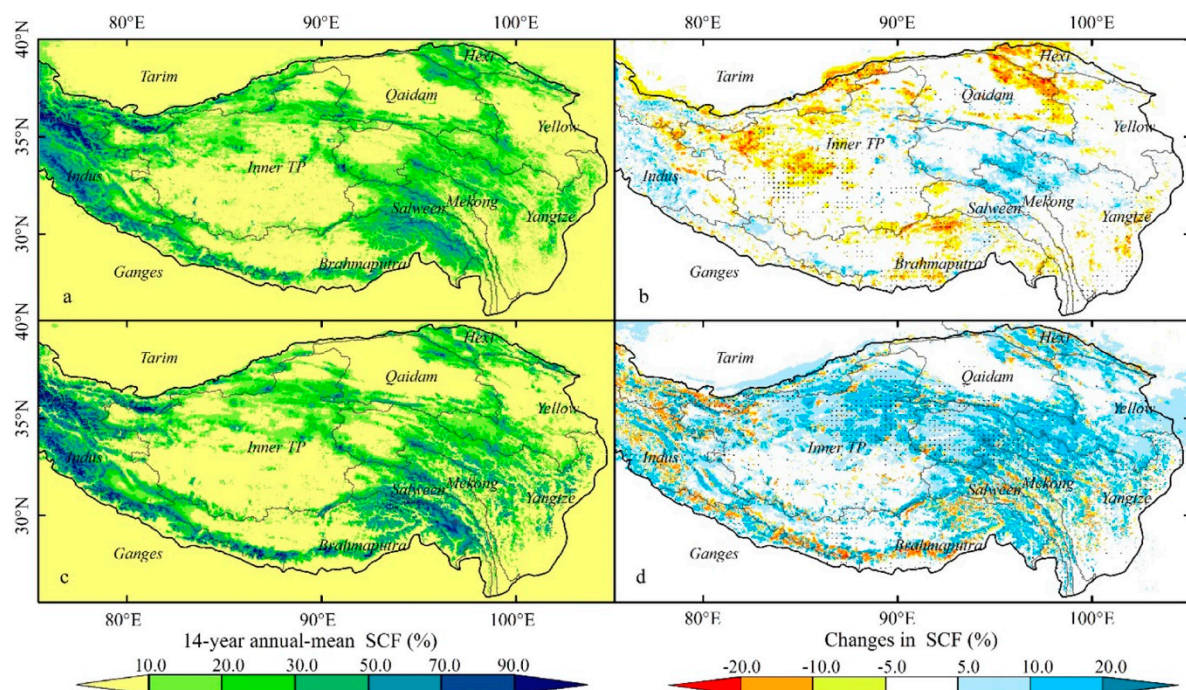 80°E 90°E 100°E 80°E 90°E 100°E
40°N
Tarim Hexi Tarim Hexi
Qaidam Qaidam
35°N
Yellow Yellow
Inner TP Inner TP
Indus Indus
Mekong Mekong
Salween Salween
Yangtze Yangtze
30°N
Brahmaputra Brahmaputra
Ganges Ganges
a b
40°N
Tarim Hexi Tarim Hexi
Qaidam Qaidam
35°N
Yellow Yellow
Inner TP Inner TP
Indus Indus
Mekong Mekong
Salween Salween
Yangtze Yangtze
30°N
Brahmaputra Brahmaputra
Ganges Ganges
c d
80°E 90°E 100°E 80°E 90°E 100°E
14-year annual-mean SCF (%) Changes in SCF (%)
10.0 20.0 30.0 50.0 70.0 90.0 -20.0 -10.0 -5.0 5.0 10.0 20.0